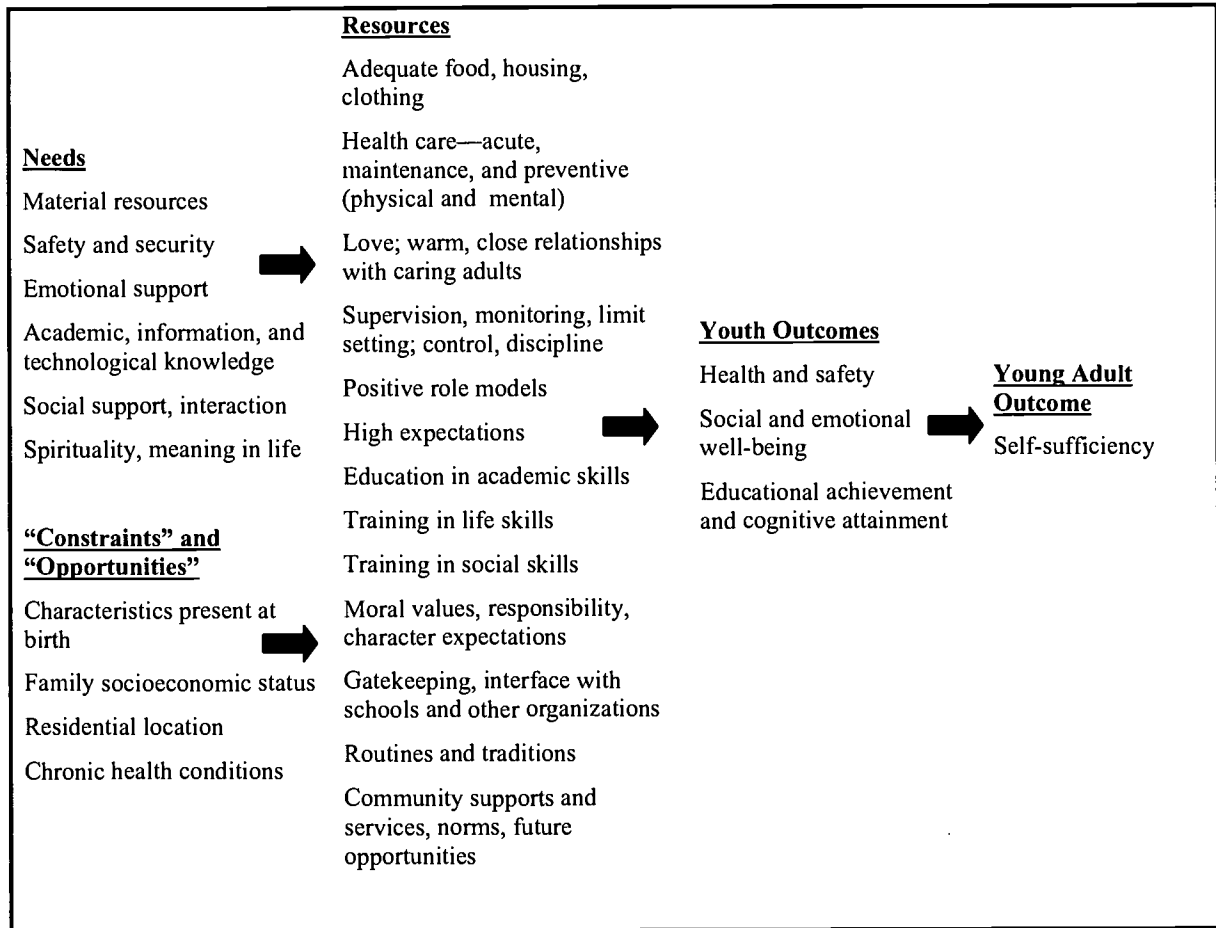 Needs
Material resources
Safety and security
Emotional support
Academic, information, and
technological knowledge
Social support, interaction
Spirituality, meaning in life
“Constraints” and
“Opportunities”
Characteristics present at
birth
Family socioeconomic status
Residential location
Chronic health conditions
Resources
Adequate food, housing,
clothing
Health care—acute,
maintenance, and preventive
(physical and mental)
Love; warm, close relationships
with caring adults
Supervision, monitoring, limit
setting; control, discipline
Positive role models
High expectations
Education in academic skills
Training in life skills
Training in social skills
Moral values, responsibility,
character expectations
Gatekeeping, interface with
schools and other organizations
Routines and traditions
Community supports and
services, norms, future
opportunities
Youth Outcomes
Health and safety
Social and emotional
well-being
Educational achievement
and cognitive attainment
Young Adult
Outcome
Self-sufficiency